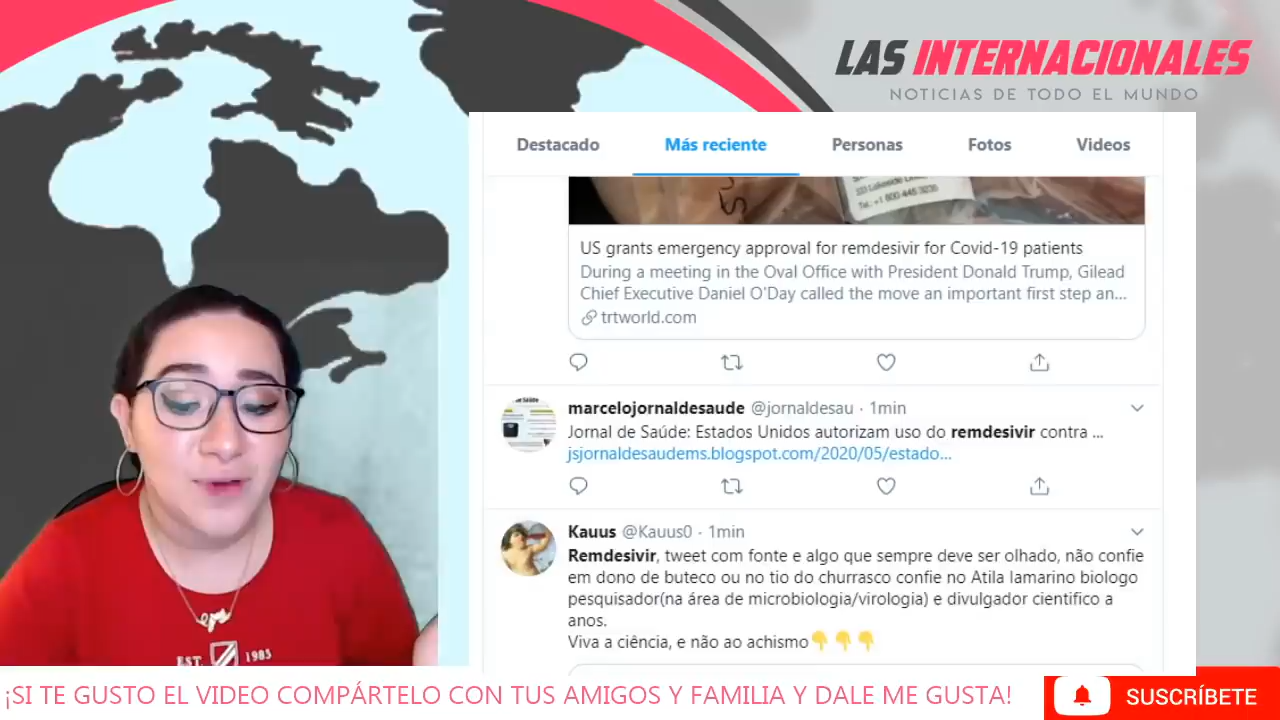 LAS INTERNACIONALES
NOTICIAS DE TODO EL MUNDO
Destacado
Más reciente
Personas
Fotos
Videos
333 Lakeside
US grants emergency approval for remdesivir for Covid-19 patients
During a meeting in the Oval Office with President Donald Trump, Gilead
Chief Executive Daniel O'Day called the move an important first step an...
trtworld.com
marcelojornaldesaude @jornaldesau · 1min
Jornal de Saúde: Estados Unidos autorizam uso do remdesivir contra ...
jsjornaldesaudems.blogspot.com/2020/05/estado...
Kauus @Kauus0 · 1min
Remdesivir, tweet com fonte e algo que sempre deve ser olhado, não confie
em dono de buteco ou no tio do churrasco confie no Atila Iamarino biologo
pesquisador(na área de microbiologia/virologia) e divulgador cientifico a
anos.
Viva a ciência, e não ao achismo👇👇👇
EST. 1985
¡SI TE GUSTO EL VIDEO COMPÁRTELO CON TUS AMIGOS Y FAMILIA Y DALE ME GUSTA!
SUSCRÍBETE